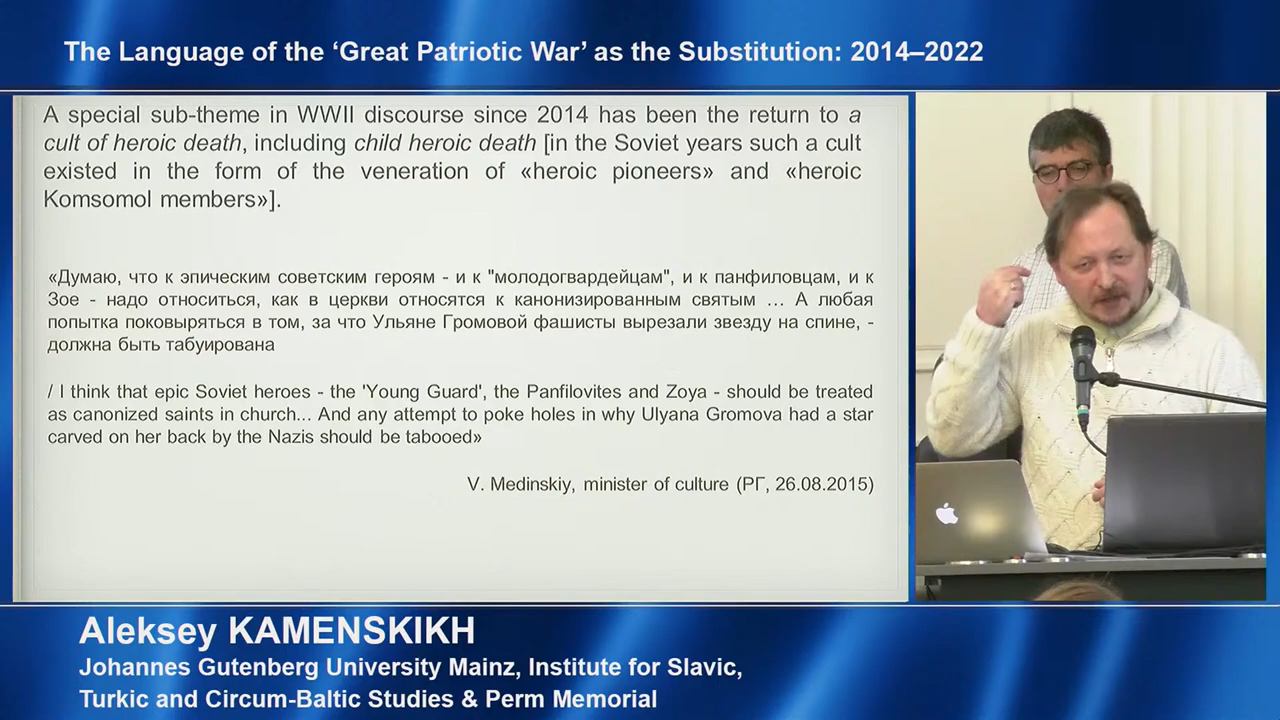 The Language of the ‘Great Patriotic War’ as the Substitution: 2014–2022
A special sub-theme in WWII discourse since 2014 has been the return to a
cult of heroic death, including child heroic death [in the Soviet years such a cult
existed in the form of the veneration of «heroic pioneers» and «heroic
Komsomol members»].
«Думаю, что к эпическим советским героям - и к "молодогвардейцам", и к панфиловцам, и к
Зое - надо относиться, как в церкви относятся к канонизированным святым ... А любая
попытка поковыряться в том, за что Ульяне Громовой фашисты вырезали звезду на спине, -
должна быть табуирована
/ I think that epic Soviet heroes - the 'Young Guard', the Panfilovites and Zoya - should be treated
as canonized saints in church... And any attempt to poke holes in why Ulyana Gromova had a star
carved on her back by the Nazis should be tabooed»
V. Medinskiy, minister of culture (РГ, 26.08.2015)
Aleksey KAMENSKIKH
Johannes Gutenberg University Mainz, Institute for Slavic,
Turkic and Circum-Baltic Studies & Perm Memorial